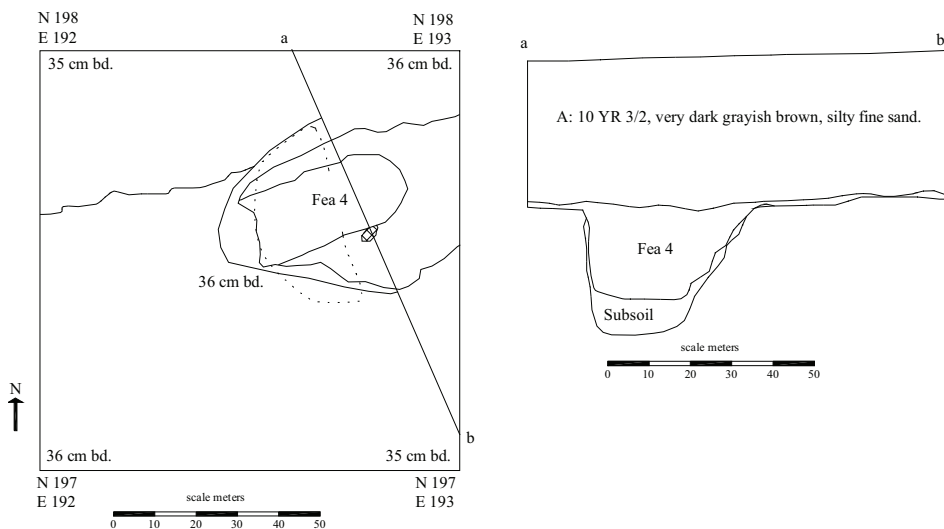 N 198
E 192
N 198
E 193
a
35 cm bd.
36 cm bd.
Fea 4
36 cm bd.
N
b
36 cm bd.
35 cm bd.
N 197
E 192
N 197
E 193
scale meters
0 10 20 30 40 50
a
b
A: 10 YR 3/2, very dark grayish brown, silty fine sand.
Fea 4
Subsoil
scale meters
0 10 20 30 40 50